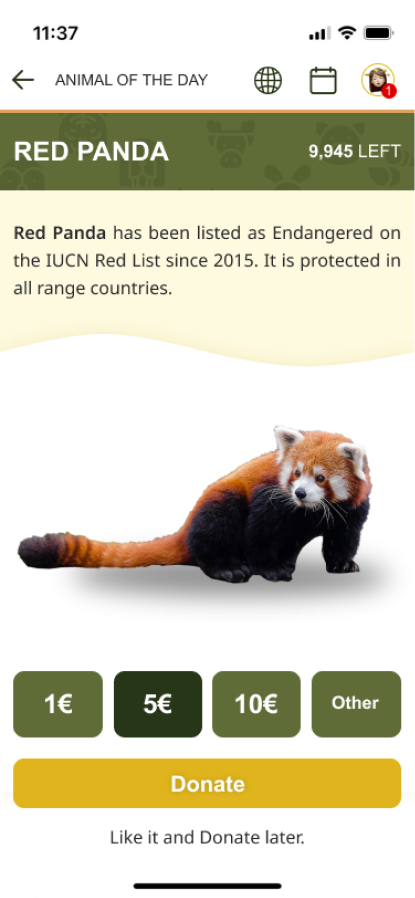 11:37
ANIMAL OF THE DAY
1
RED PANDA
9,945 LEFT
Red Panda has been listed as Endangered on
the IUCN Red List since 2015. It is protected in
all range countries.
1€
5€
10€
Other
Donate
Like it and Donate later.